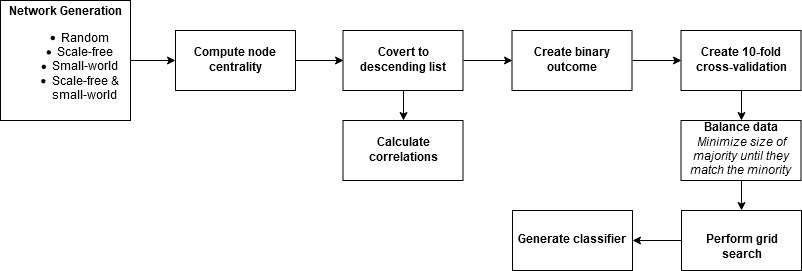 Network Generation
• Random
• Scale-free
• Small-world
• Scale-free &
small-world
Compute node
centrality
Covert to
descending list
Create binary
outcome
Create 10-fold
cross-validation
Calculate
correlations
Balance data
Minimize size of
majority until they
match the minority
Generate classifier
Perform grid
search